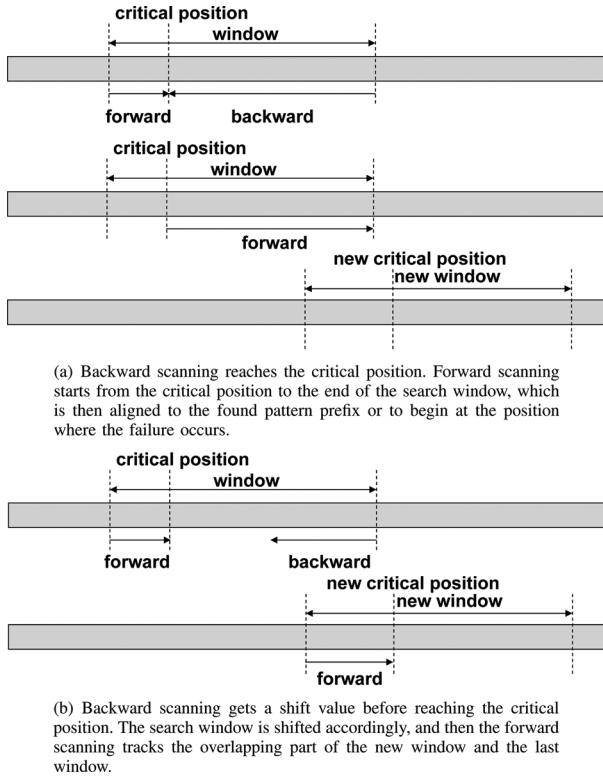 critical position
window
forward backward
critical position
window
forward
new critical position
new window
(a) Backward scanning reaches the critical position. Forward scanning
starts from the critical position to the end of the search window, which
is then aligned to the found pattern prefix or to begin at the position
where the failure occurs.
critical position
window
forward backward
new critical position
new window
forward
(b) Backward scanning gets a shift value before reaching the critical
position. The search window is shifted accordingly, and then the forward
scanning tracks the overlapping part of the new window and the last
window.